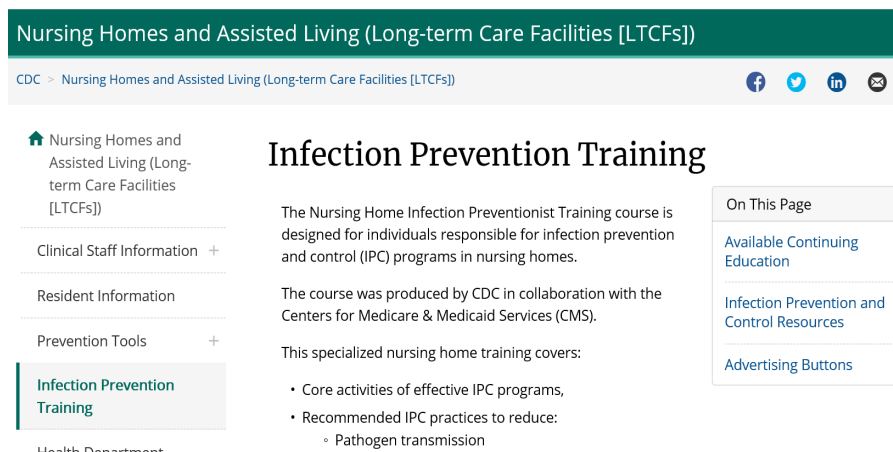 Nursing Homes and Assisted Living (Long-term Care Facilities [LTCFs])
CDC > Nursing Homes and Assisted Living (Long-term Care Facilities [LTCFs])
Nursing Homes and
Assisted Living (Long-
term Care Facilities
[LTCFs])
Clinical Staff Information +
Resident Information
Prevention Tools +
Infection Prevention
Training
Health Department
Infection Prevention Training
The Nursing Home Infection Preventionist Training course is
designed for individuals responsible for infection prevention
and control (IPC) programs in nursing homes.
The course was produced by CDC in collaboration with the
Centers for Medicare & Medicaid Services (CMS).
This specialized nursing home training covers:
• Core activities of effective IPC programs,
• Recommended IPC practices to reduce:
◦ Pathogen transmission
On This Page
Available Continuing
Education
Infection Prevention and
Control Resources
Advertising Buttons